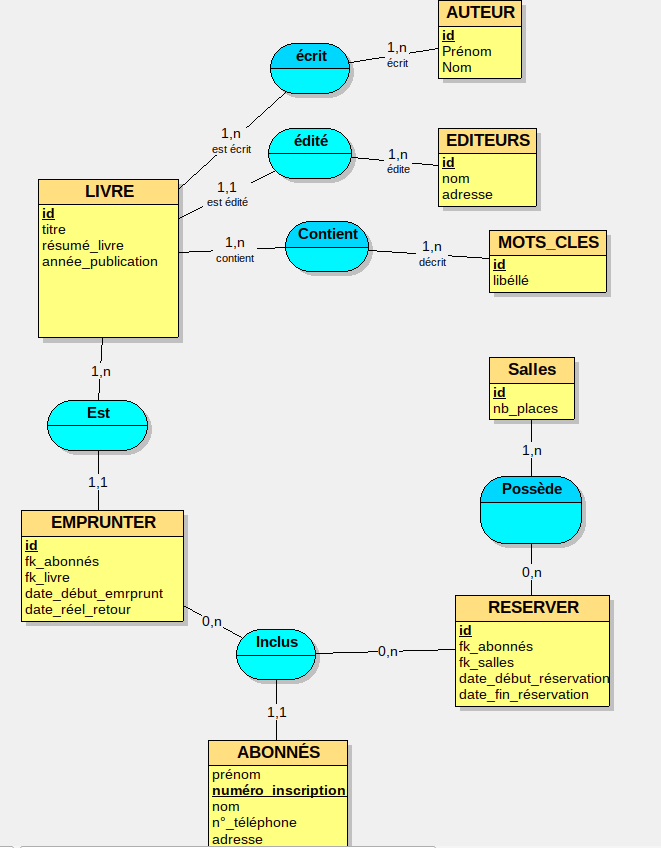 AUTEUR
id
Prénom
Nom
écrit
1,n
écrit
1,n
est écrit
édité
1,n
édite
EDITEURS
id
nom
adresse
1,1
est édité
LIVRE
id
titre
résumé_livre
année_publication
Contient
1,n
contient
1,n
décrit
MOTS_CLES
id
libéllé
1,n
Est
1,1
Salles
id
nb_places
1,n
Possède
0,n
EMPRUNTER
id
fk_abonnés
fk_livre
date_début_emrprunt
date_réel_retour
0,n
Inclus
0,n
RESERVER
id
fk_abonnés
fk_salles
date_début_réservation
date_fin_réservation
1,1
ABONNÉS
prénom
numéro_inscription
nom
n°_téléphone
adresse